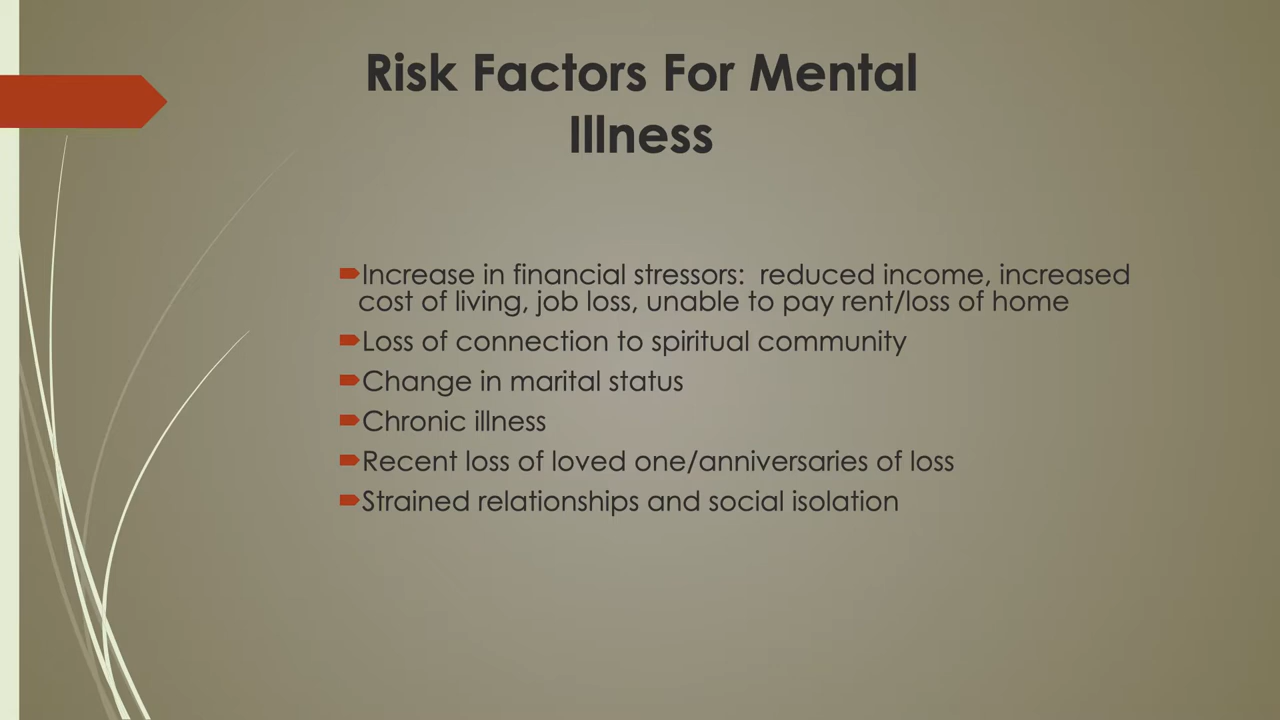 Risk Factors For Mental
Illness
Increase in financial stressors:  reduced income, increased
cost of living, job loss, unable to pay rent/loss of home
Loss of connection to spiritual community
Change in marital status
Chronic illness
Recent loss of loved one/anniversaries of loss
Strained relationships and social isolation